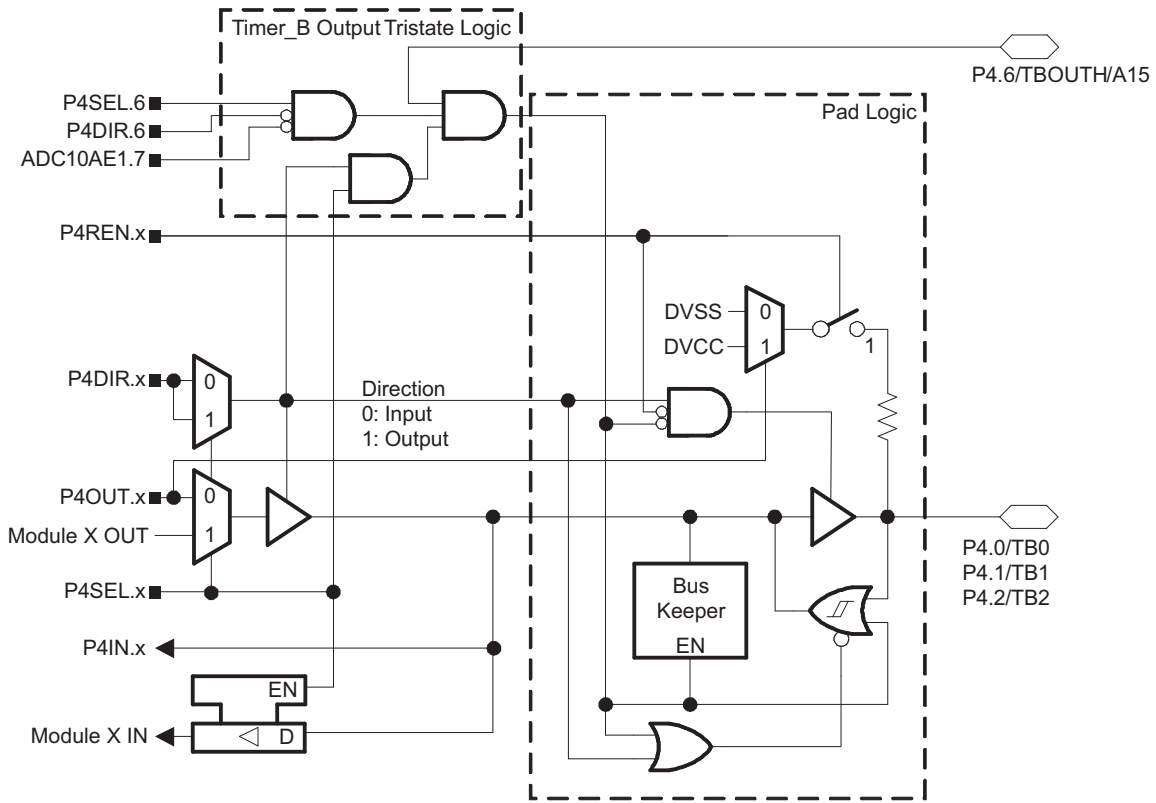 Timer_B Output Tristate Logic
P4.6/TBOUTH/A15
P4SEL.6
P4DIR.6
ADC10AE1.7
Pad Logic
P4REN.x
DVSS
0
DVCC
1
1
P4DIR.x
0
1
Direction
0: Input
1: Output
P4OUT.x
0
Module X OUT
1
P4.0/TB0
P4.1/TB1
P4.2/TB2
P4SEL.x
Bus
Keeper
EN
P4IN.x
EN
Module X IN
D